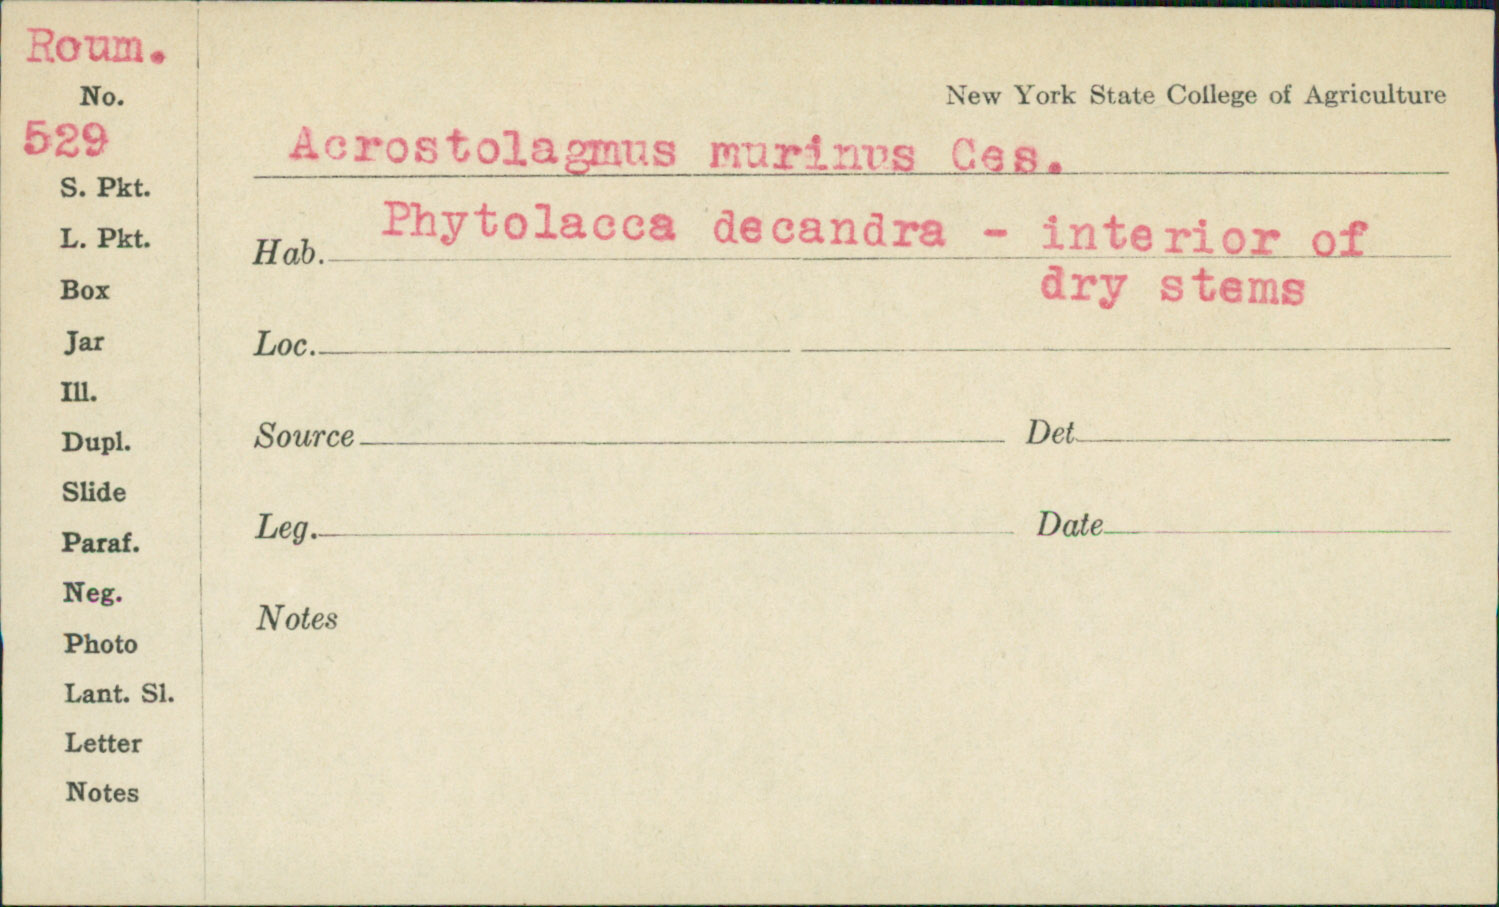 Roum.
No.
529
S. Pkt.
L. Pkt.
Box
Jar
Ill.
Dupl.
Slide
Paraf.
Neg.
Photo
Lant. Sl.
Letter
Notes
New York State College of Agriculture
Acrostolagmus murinus Ces.
Hab. Phytolacca decandra - interior of
dry stems
Loc.
Source Det
Leg. Date
Notes